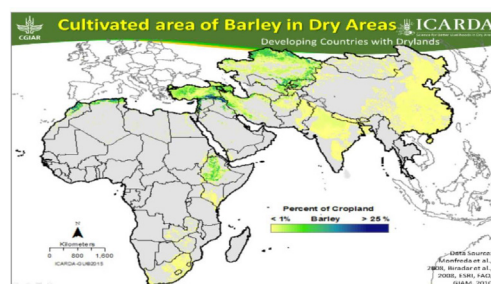 CGIAR
Cultivated area of Barley in Dry Areas
ICARDA
Developing Countries with Drylands
Percent of Cropland
< 1% Barley > 25 %
N
Kilometers
0 800 1,600
ICARDA-GU/2015
Data Source:
Monfreda et al.,
2008, Biradar et al.,
2008, ESRI, FAO,